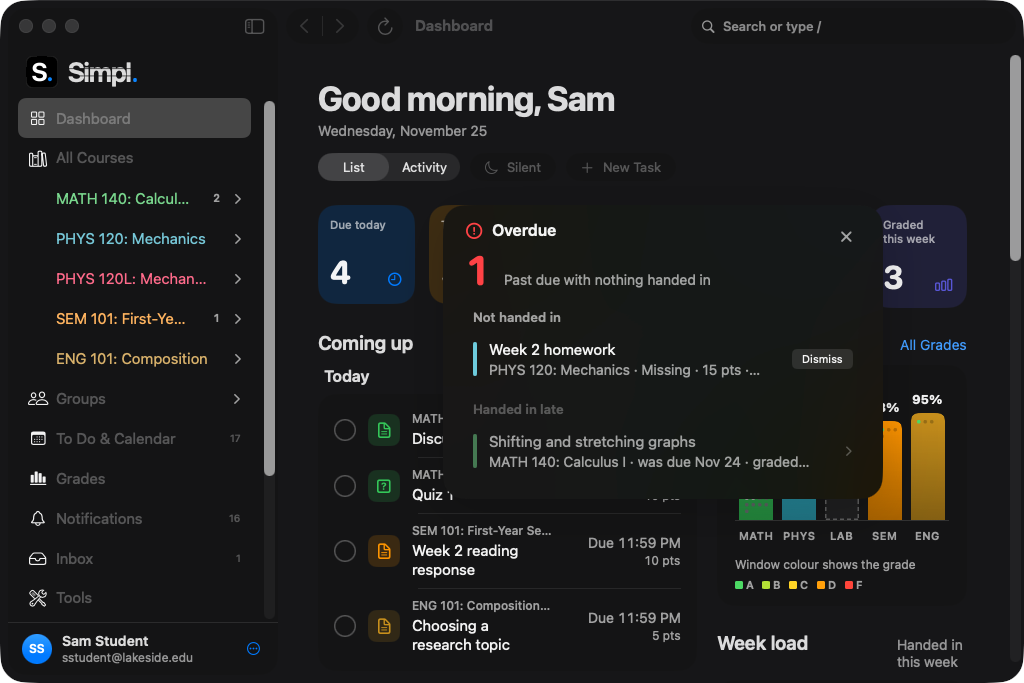 Dashboard
Search or type /
S. Simpl.
Dashboard
All Courses
MATH 140: Calcul... 2
PHYS 120: Mechanics
PHYS 120L: Mechan...
SEM 101: First-Ye... 1
ENG 101: Composition
Groups
To Do & Calendar 17
Grades
Notifications 16
Inbox 1
Tools
SS
Sam Student
sstudent@lakeside.edu
Good morning, Sam
Wednesday, November 25
List Activity Silent + New Task
Due today
4
Overdue
1 Past due with nothing handed in
Not handed in
Week 2 homework
PHYS 120: Mechanics · Missing · 15 pts ·...
Dismiss
Handed in late
Shifting and stretching graphs
MATH 140: Calculus I · was due Nov 24 · graded...
Graded
this week
3
Coming up
Today
MATH
Quiz
SEM 101: First-Year Se...
Week 2 reading
response
Due 11:59 PM
10 pts
ENG 101: Composition...
Choosing a
research topic
Due 11:59 PM
5 pts
All Grades
95%
MATH PHYS LAB SEM ENG
Window colour shows the grade
A B C D F
Week load
Handed in
this week